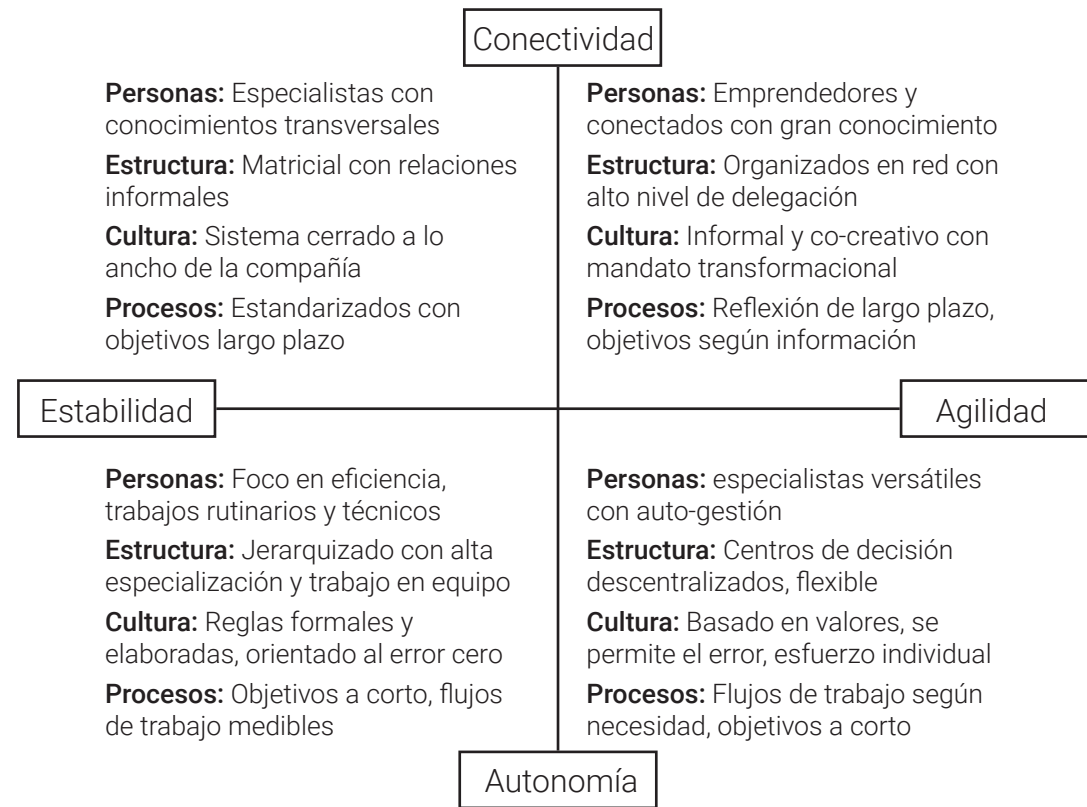 Conectividad
Personas: Especialistas con
conocimientos transversales
Estructura: Matricial con relaciones
informales
Cultura: Sistema cerrado a lo
ancho de la compañía
Procesos: Estandarizados con
objetivos largo plazo
Personas: Emprendedores y
conectados con gran conocimiento
Estructura: Organizados en red con
alto nivel de delegación
Cultura: Informal y co-creativo con
mandato transformacional
Procesos: Reflexión de largo plazo,
objetivos según información
Estabilidad
Agilidad
Personas: Foco en eficiencia,
trabajos rutinarios y técnicos
Estructura: Jerarquizado con alta
especialización y trabajo en equipo
Cultura: Reglas formales y
elaboradas, orientado al error cero
Procesos: Objetivos a corto, flujos
de trabajo medibles
Personas: especialistas versátiles
con auto-gestión
Estructura: Centros de decisión
descentralizados, flexible
Cultura: Basado en valores, se
permite el error, esfuerzo individual
Procesos: Flujos de trabajo según
necesidad, objetivos a corto
Autonomía